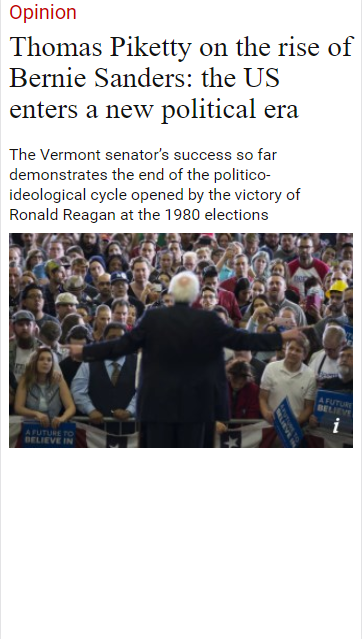 Opinion
Thomas Piketty on the rise of
Bernie Sanders: the US
enters a new political era
The Vermont senator’s success so far
demonstrates the end of the politico-
ideological cycle opened by the victory of
Ronald Reagan at the 1980 elections
A FUTURE TO
BELIEVE IN
A FUTURE
BELIEVE
i